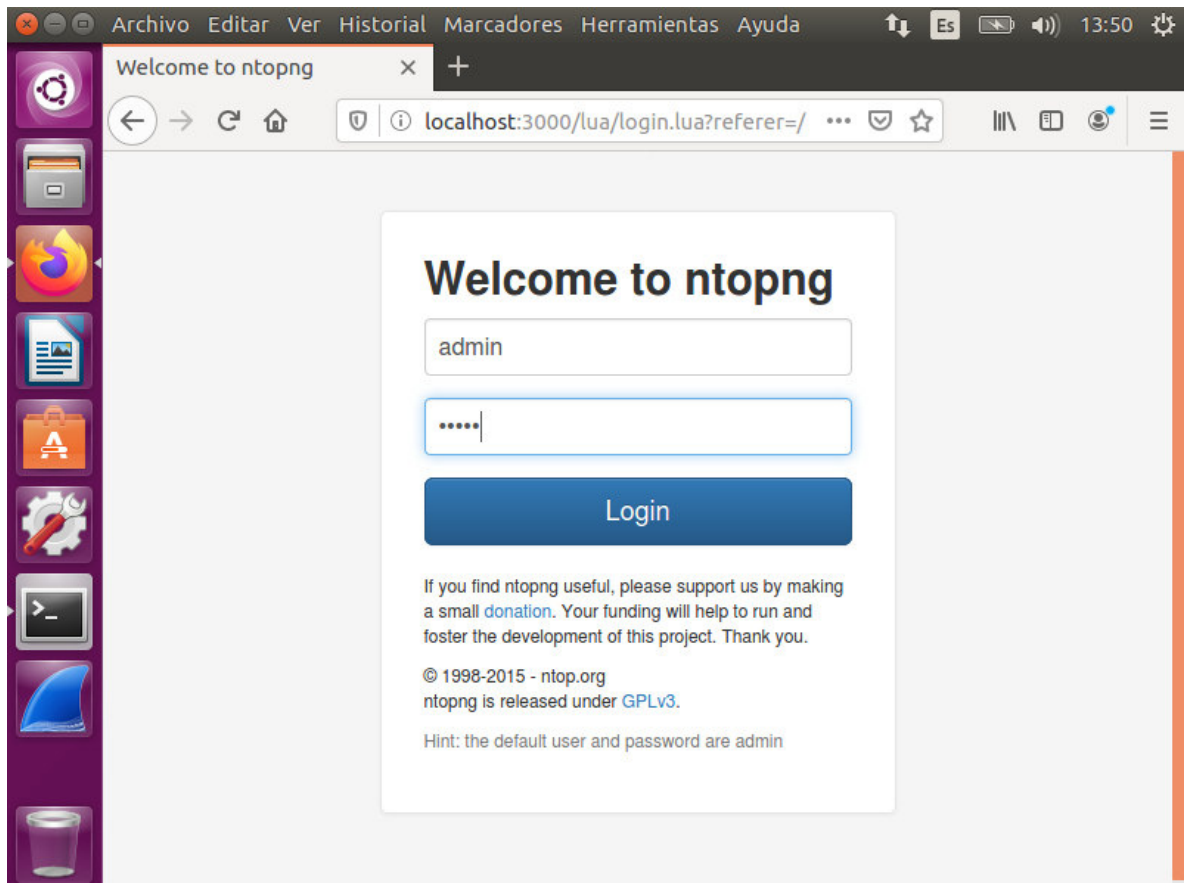 Archivo Editar Ver Historial Marcadores Herramientas Ayuda Es 13:50
Welcome to ntopng
localhost:3000/lua/login.lua?referer=/
Welcome to ntopng
admin
•••••
Login
If you find ntopng useful, please support us by making
a small donation. Your funding will help to run and
foster the development of this project. Thank you.
© 1998-2015 - ntop.org
ntopng is released under GPLv3.
Hint: the default user and password are admin